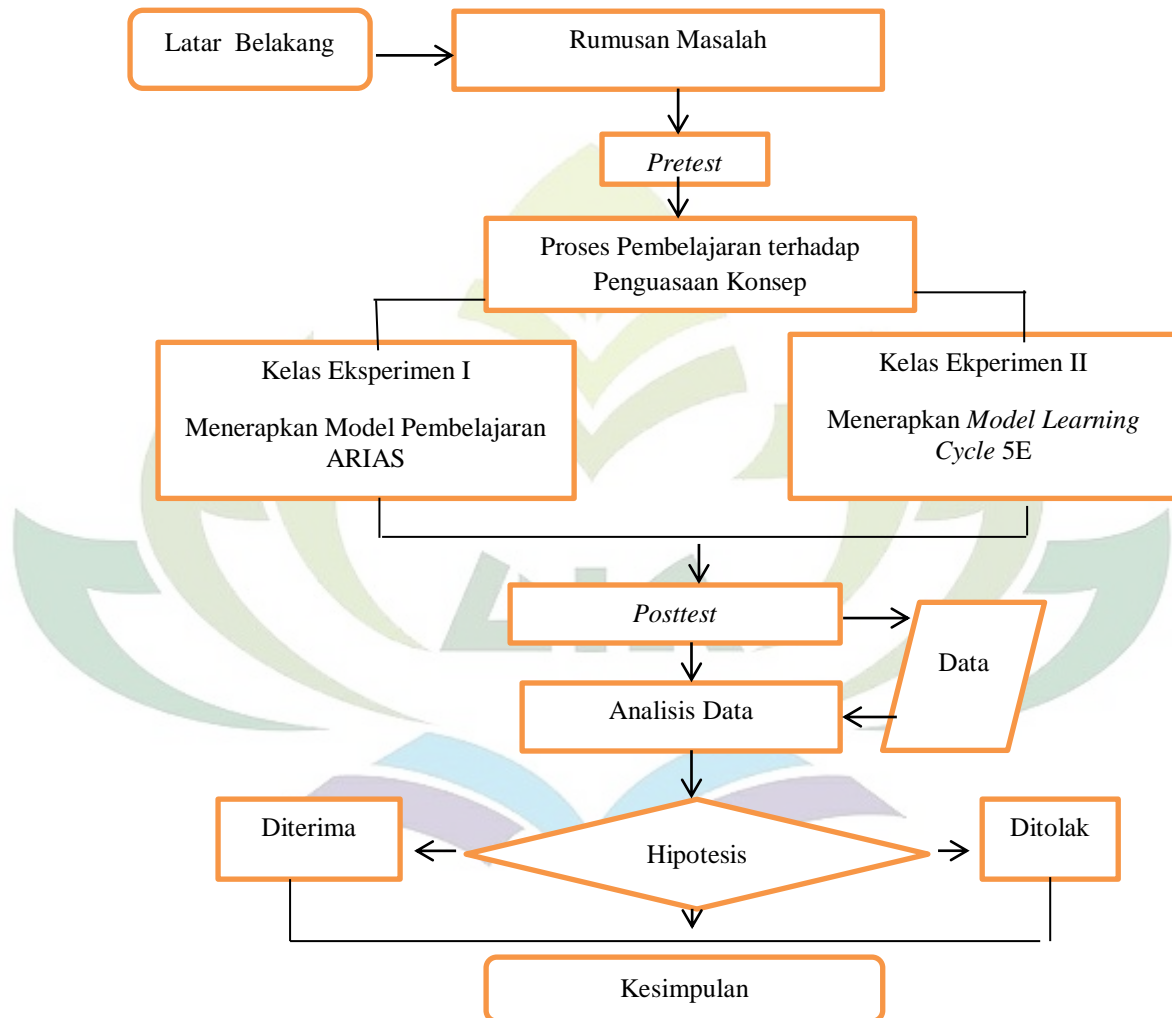 Latar Belakang
Rumusan Masalah
Pretest
Proses Pembelajaran terhadap
Penguasaan Konsep
Kelas Eksperimen I
Menerapkan Model Pembelajaran
ARIAS
Kelas Ekperimen II
Menerapkan Model Learning
Cycle 5E
Posttest
Data
Analisis Data
Diterima
Hipotesis
Ditolak
Kesimpulan